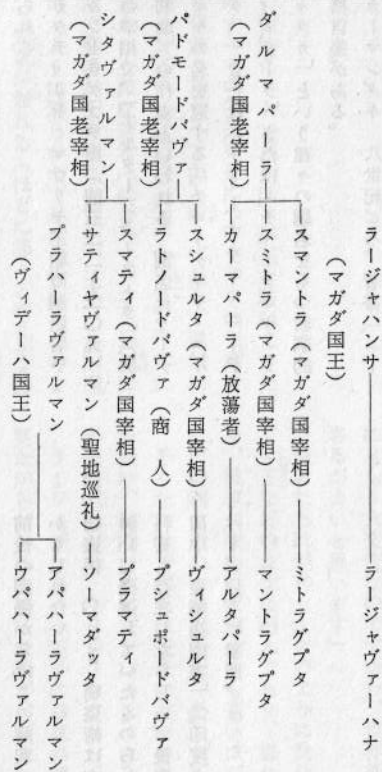 ラージャハンサ――ラージャヴァーハナ
（マガダ国王）
ダルマパーラ
（マガダ国老宰相）
スマントラ（マガダ国宰相）――ミトラグプタ
スミトラ（マガダ国宰相）――マントラグプタ
カーマパーラ（放蕩者）――アルタパーラ
パドモードバヴァ
（マガダ国老宰相）
スシュルタ（マガダ国宰相）――ヴィシュルタ
ラトノードバヴァ（商　人）――プシュポードバヴァ
シタヴァルマン
（マガダ国老宰相）
スマティ（マガダ国宰相）――プラマティ
サティヤヴァルマン（聖地巡礼）――ソーマダッタ
プラハーラヴァルマン
（ヴィデーハ国王）
アパハーラヴァルマン
ウパハーラヴァルマン